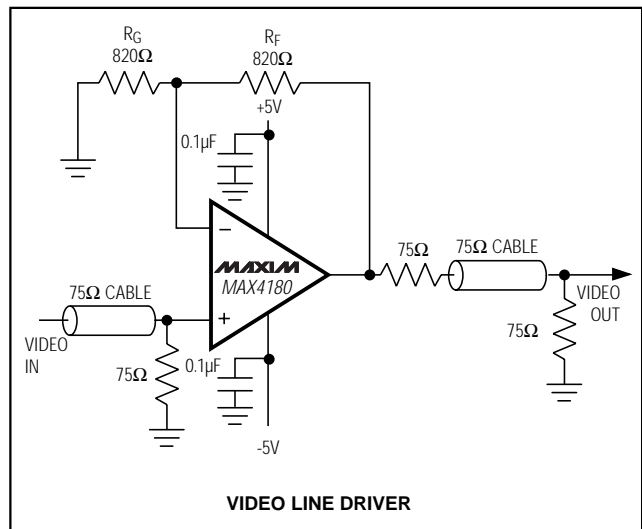 RG
820Ω
RF
820Ω
+5V
0.1µF
−
MAXIM
MAX4180
+
75Ω CABLE
VIDEO
IN
75Ω
0.1µF
-5V
75Ω
75Ω CABLE
VIDEO
OUT
75Ω
VIDEO LINE DRIVER